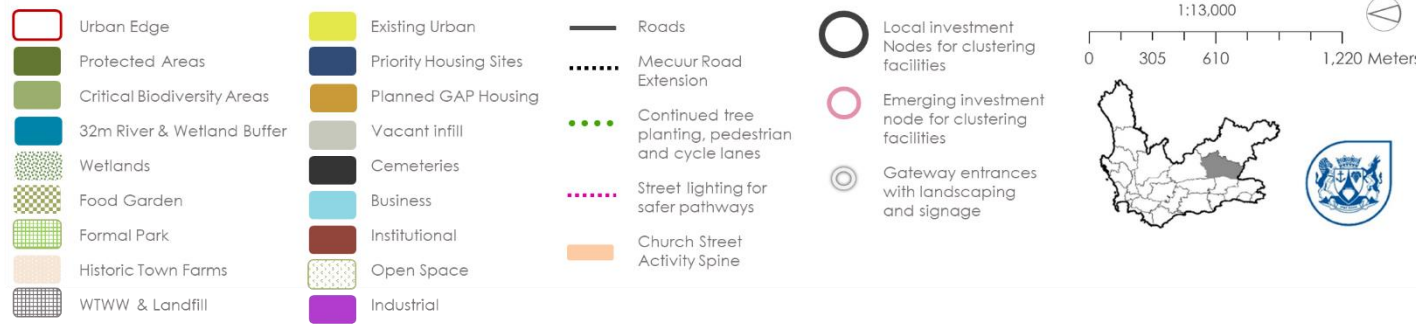 Urban Edge
Protected Areas
Critical Biodiversity Areas
32m River & Wetland Buffer
Wetlands
Food Garden
Formal Park
Historic Town Farms
WTWW & Landfill
Existing Urban
Priority Housing Sites
Planned GAP Housing
Vacant infill
Cemeteries
Business
Institutional
Open Space
Industrial
Roads
Mecuur Road
Extension
Continued tree
planting, pedestrian
and cycle lanes
Street lighting for
safer pathways
Church Street
Activity Spine
Local investment
Nodes for clustering
facilities
Emerging investment
node for clustering
facilities
Gateway entrances
with landscaping
and signage
1:13,000
0 305 610 1,220 Meters